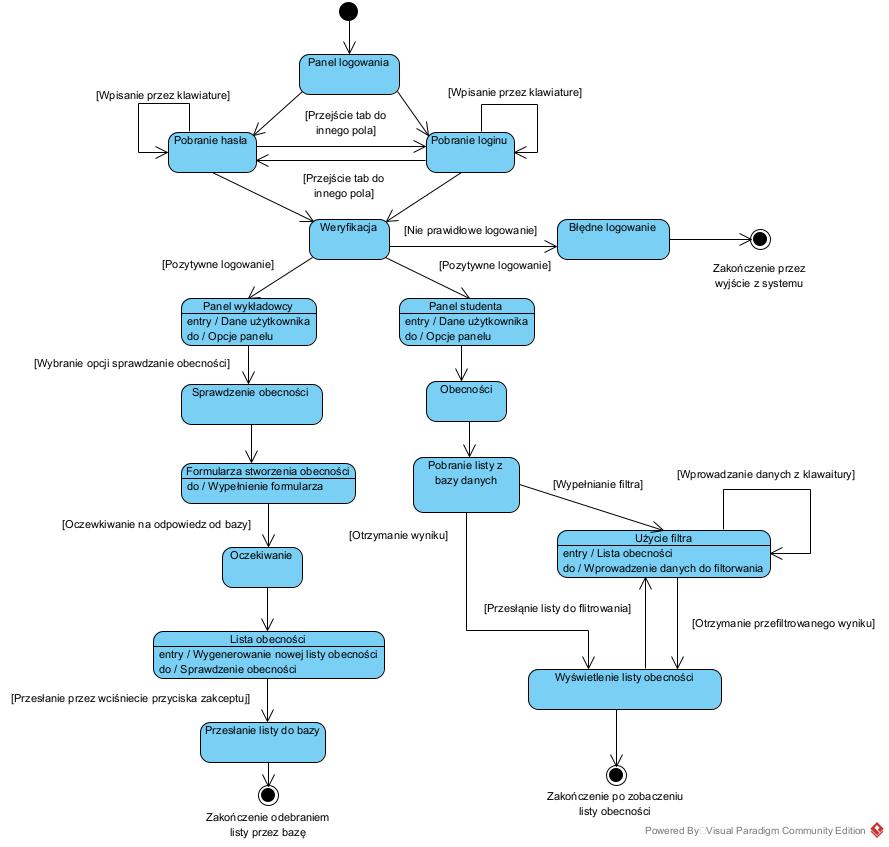 Panel logowania
[Wpisanie przez klawiature]
[Wpisanie przez klawiature]
[Przejście tab do
innego pola]
Pobranie hasła
Pobranie loginu
[Przejście tab do
innego pola]
Weryfikacja
[Nie prawidłowe logowanie]
Błędne logowanie
Zakończenie przez
wyjście z systemu
[Pozytywne logowanie]
[Pozytywne logowanie]
Panel wykładowcy
entry / Dane użytkownika
do / Opcje panelu
Panel studenta
entry / Dane użytkownika
do / Opcje panelu
[Wybranie opcji sprawdzanie obecności]
Sprawdzenie obecności
Obecności
Formularza stworzenia obecności
do / Wypełnienie formularza
Pobranie listy z
bazy danych
[Wypełnianie filtra]
[Wprowadzanie danych z klawaitury]
[Oczewkiwanie na odpowiedz od bazy]
[Otrzymanie wyniku]
Użycie filtra
entry / Lista obecności
do / Wprowadzenie danych do filtorwania
Oczekiwanie
[Przesłąnie listy do flitrowania]
[Otrzymanie przefiltrowanego wyniku]
Lista obecności
entry / Wygenerowanie nowej listy obecności
do / Sprawdzenie obecności
Wyświetlenie listy obecności
[Przesłanie przez wciśniecie przyciska zakceptuj]
Przesłanie listy do bazy
Zakończenie odebraniem
listy przez bazę
Zakończenie po zobaczeniu
listy obecności
Powered By Visual Paradigm Community Edition